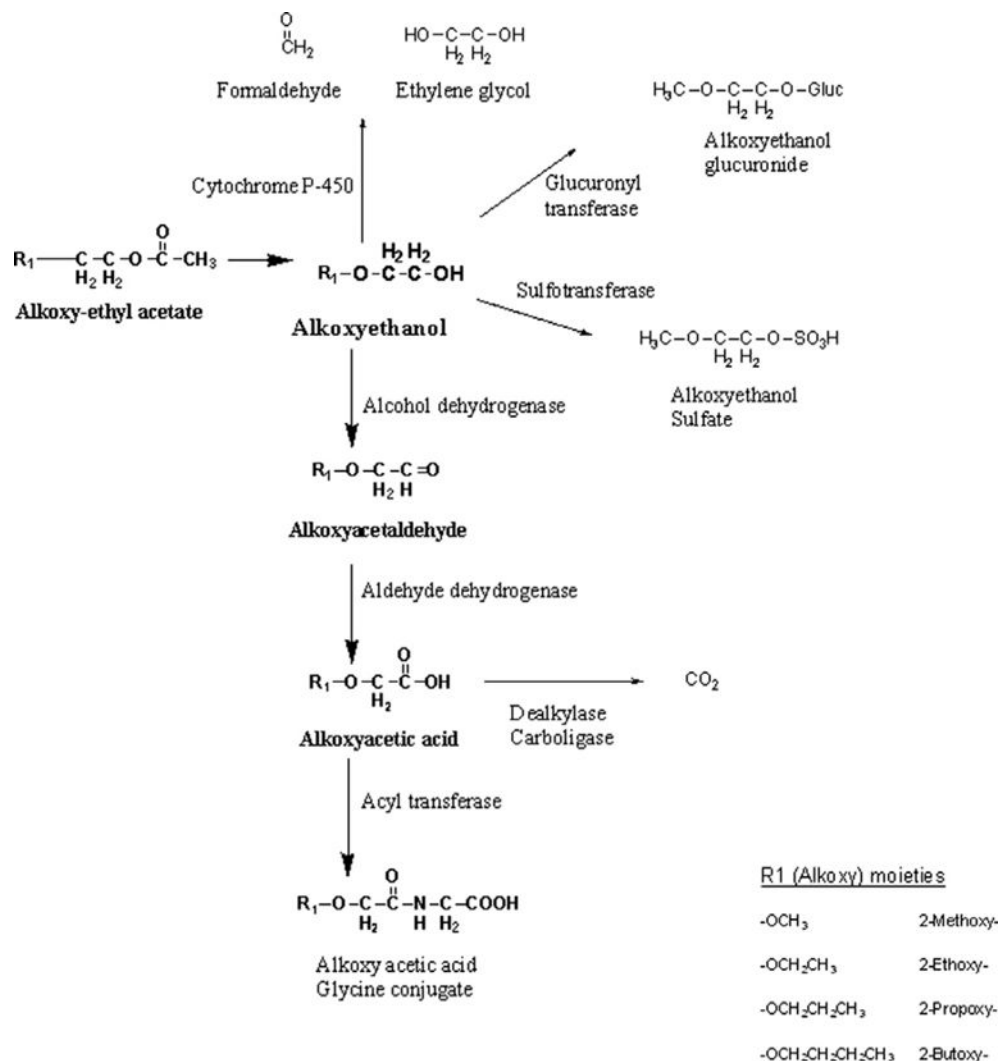 O
CH2
HO-C-C-OH
H2 H2
Formaldehyde
Ethylene glycol
H3C-O-C-C-O-Gluc
H2 H2
Alkoxyethanol
glucuronide
Cytochrome P-450
Glucuronyl
transferase
O
R1-C-C-O-C-CH3
H2 H2
Alkoxy-ethyl acetate
H2 H2
R1-O-C-C-OH
Alkoxyethanol
Sulfotransferase
H3C-O-C-C-O-SO3H
H2 H2
Alkoxyethanol
Sulfate
Alcohol dehydrogenase
R1-O-C-C=O
H2 H
Alkoxyacetaldehyde
Aldehyde dehydrogenase
O
R1-O-C-C-OH
H2
Alkoxyacetic acid
CO2
Dealkylase
Carboligase
Acyl transferase
O
R1-O-C-C-N-C-COOH
H2 H H2
Alkoxy acetic acid
Glycine conjugate
R1 (Alkoxy) moieties
-OCH3 2-Methoxy-
-OCH2CH3 2-Ethoxy-
-OCH2CH2CH3 2-Propoxy-
-OCH2CH2CH2CH3 2-Butoxy-